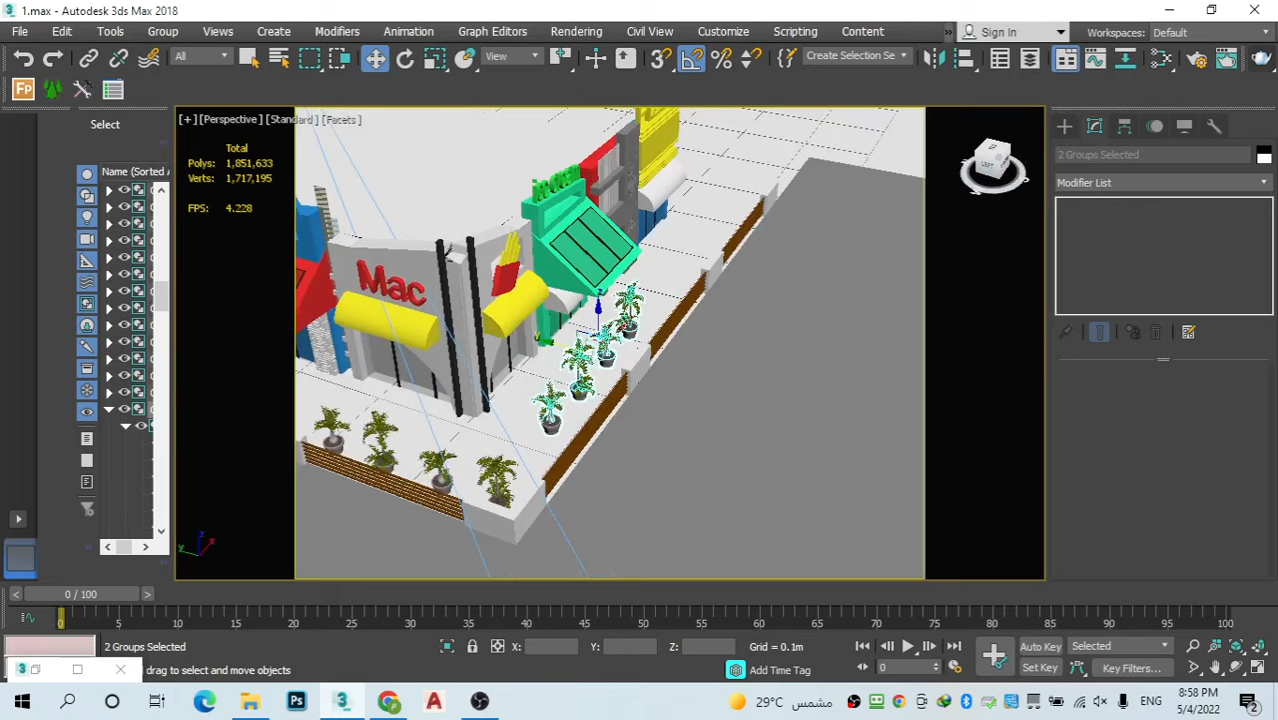 1.max - Autodesk 3ds Max 2018
File Edit Tools Group Views Create Modifiers Animation Graph Editors Rendering Civil View Customize Scripting Content » Sign In Workspaces: Default
All View 3 % Create Selection Se
Fp
Select
[+] [Perspective] [Standard] [Facets]
Name (Sorted A
Total
Polys: 1,851,633
Verts: 1,717,195
FPS: 4.228
2 Groups Selected
Modifier List
Mac
z
y x
0 / 100
0 5 10 15 20 25 30 35 40 45 50 55 60 65 70 75 80 85 90 95 100
2 Groups Selected X: Y: Z: Grid = 0.1m Auto Key Selected
drag to select and move objects Add Time Tag 0 Set Key Key Filters...
Ps A 29°C مشمس ENG 8:58 PM
5/4/2022 2